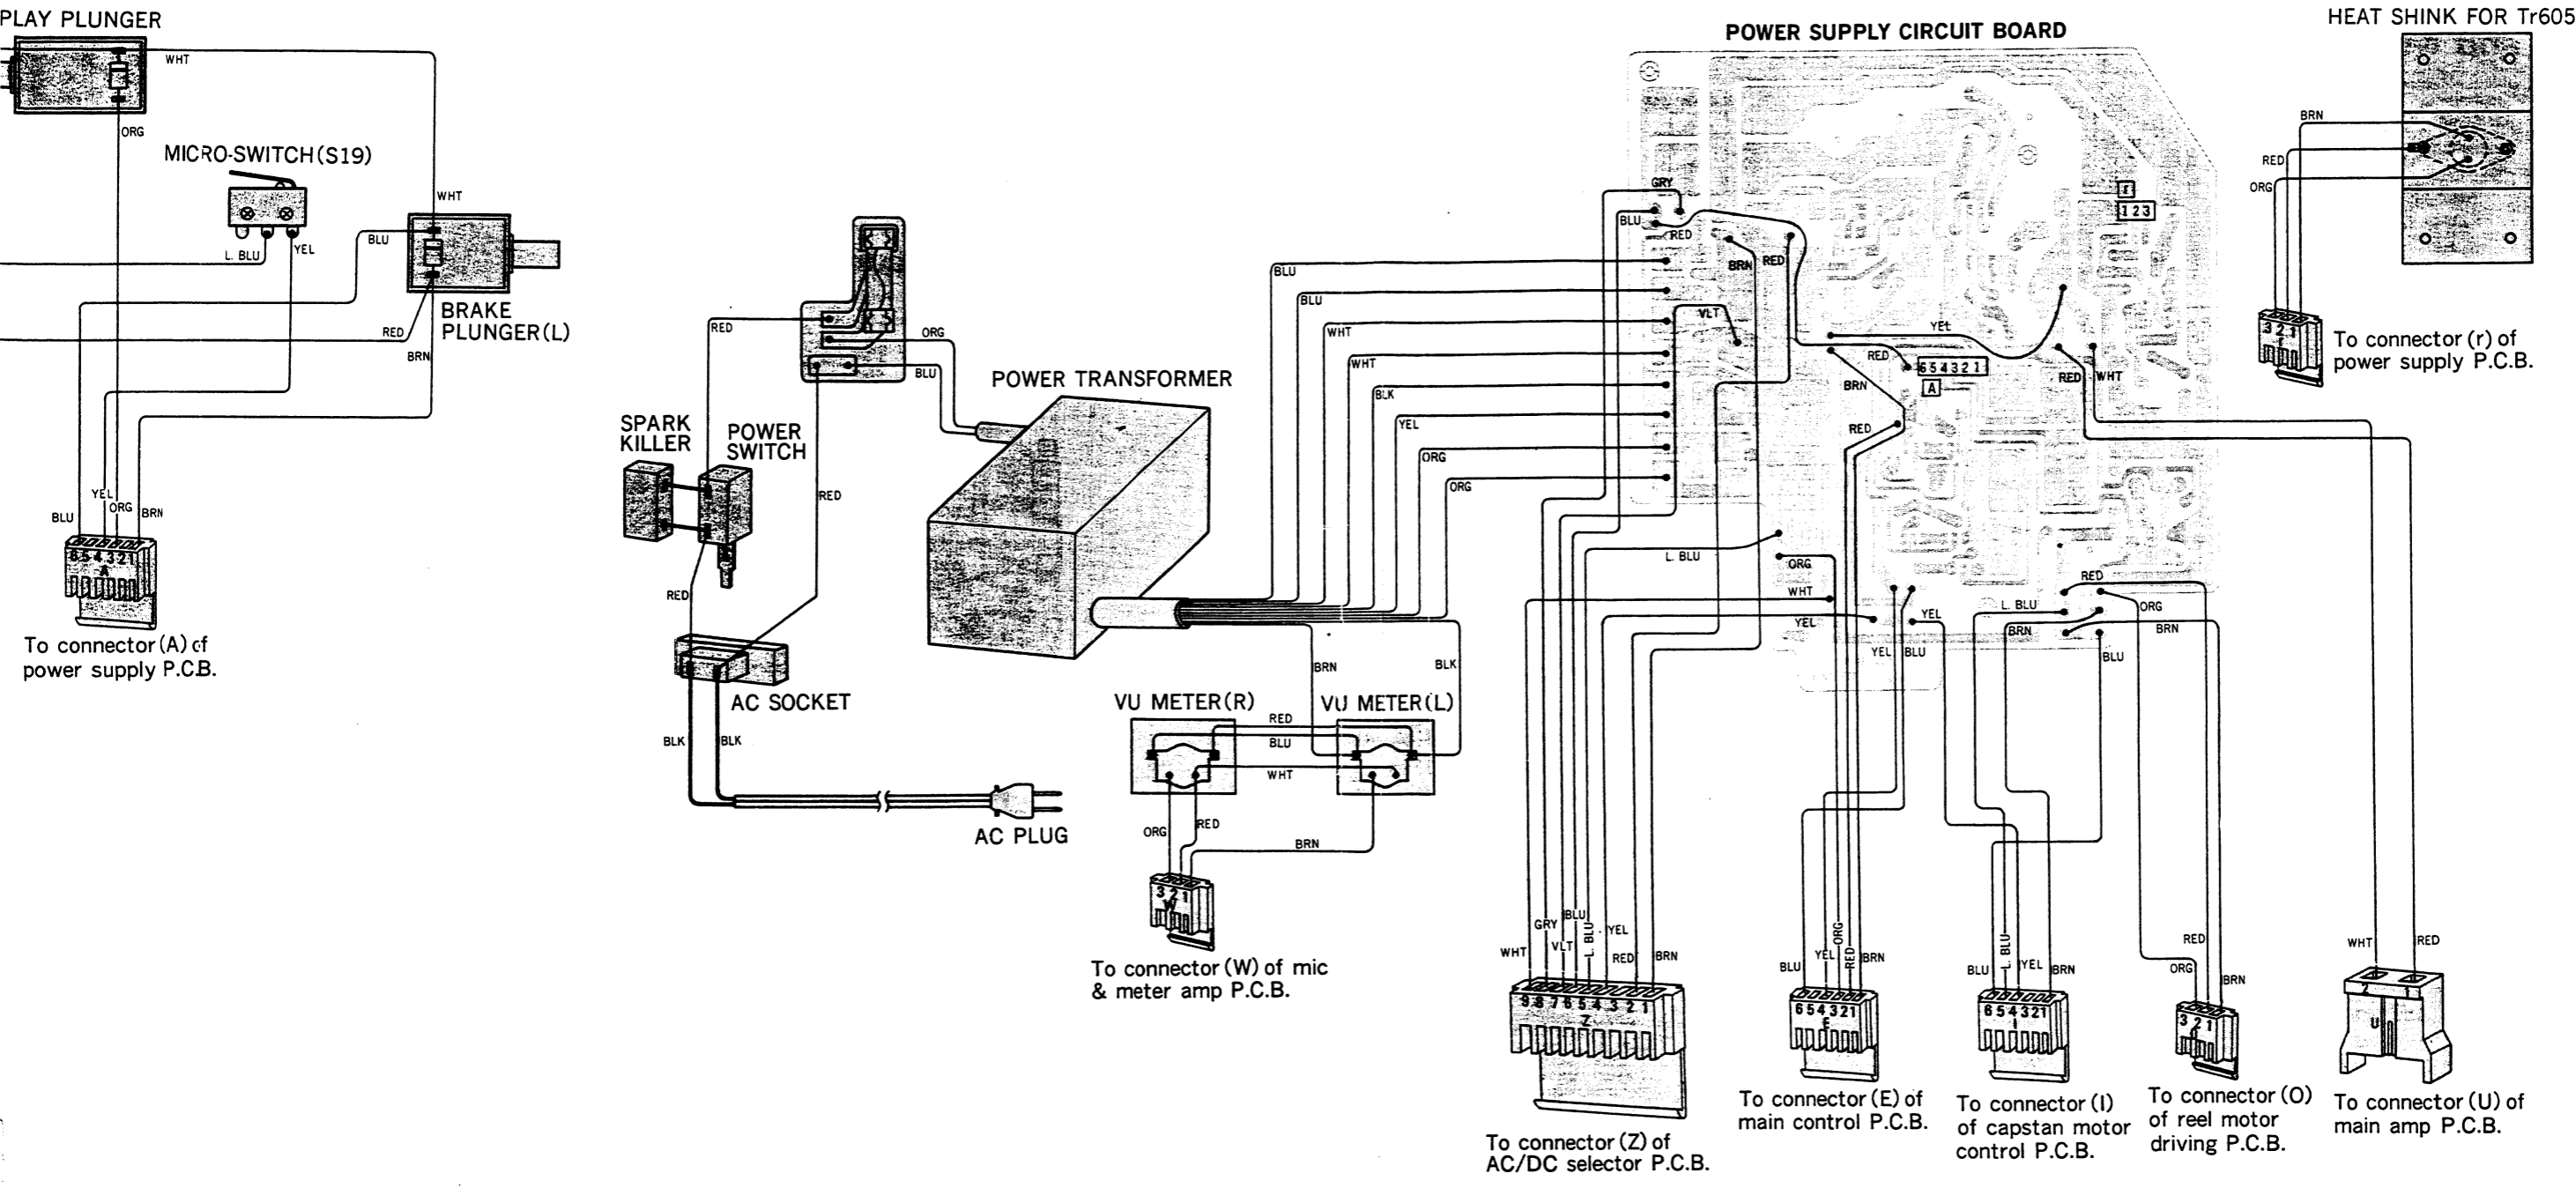 PLAY PLUNGER
POWER SUPPLY CIRCUIT BOARD
HEAT SHINK FOR Tr605
WHT
ORG
MICRO-SWITCH(S19)
L. BLU
YEL
WHT
BLU
BRAKE
PLUNGER(L)
RED
BRN
BLU
YEL
ORG
BRN
6 5 4 3 2 1
A
To connector (A) of
power supply P.C.B.
RED
ORG
BLU
SPARK
KILLER
POWER
SWITCH
RED
RED
AC SOCKET
BLK
BLK
AC PLUG
POWER TRANSFORMER
BLU
BLU
WHT
WHT
BLK
YEL
ORG
ORG
BRN
BLK
VU METER(R)
VU METER(L)
RED
BLU
WHT
ORG
RED
BRN
3 2 1
W
To connector (W) of mic
& meter amp P.C.B.
GRY
BLU
RED
BRN
RED
VLT
YEL
RED
6 5 4 3 2 1
A
BRN
RED
RED
WHT
r
1 2 3
L. BLU
ORG
WHT
YEL
YEL
BLU
YEL
RED
L. BLU
ORG
BRN
BRN
BLU
BRN
RED
ORG
3 2 1
r
To connector (r) of
power supply P.C.B.
WHT
GRY
VLT
BLU
L. BLU
YEL
RED
BRN
9 8 7 6 5 4 3 2 1
Z
To connector (Z) of
AC/DC selector P.C.B.
BLU
YEL
ORG
RED
BRN
6 5 4 3 2 1
E
To connector (E) of
main control P.C.B.
BLU
L. BLU
YEL
BRN
6 5 4 3 2 1
I
To connector (I)
of capstan motor
control P.C.B.
RED
ORG
BRN
3 2 1
To connector (O)
of reel motor
driving P.C.B.
WHT
RED
2 1
U
To connector (U) of
main amp P.C.B.